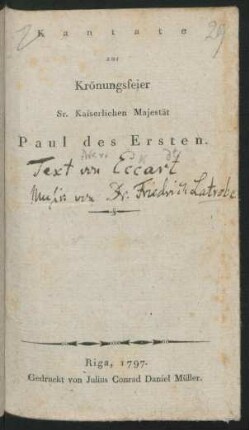 Kantate 29
zur
Krönungsfeier
Sr. Kaiserlichen Majestät
Paul des Ersten.
Text von Eccart
Musik von Dr. Friedrich Latrobe
Riga, 1797.
Gedruckt von Julius Conrad Daniel Müller.